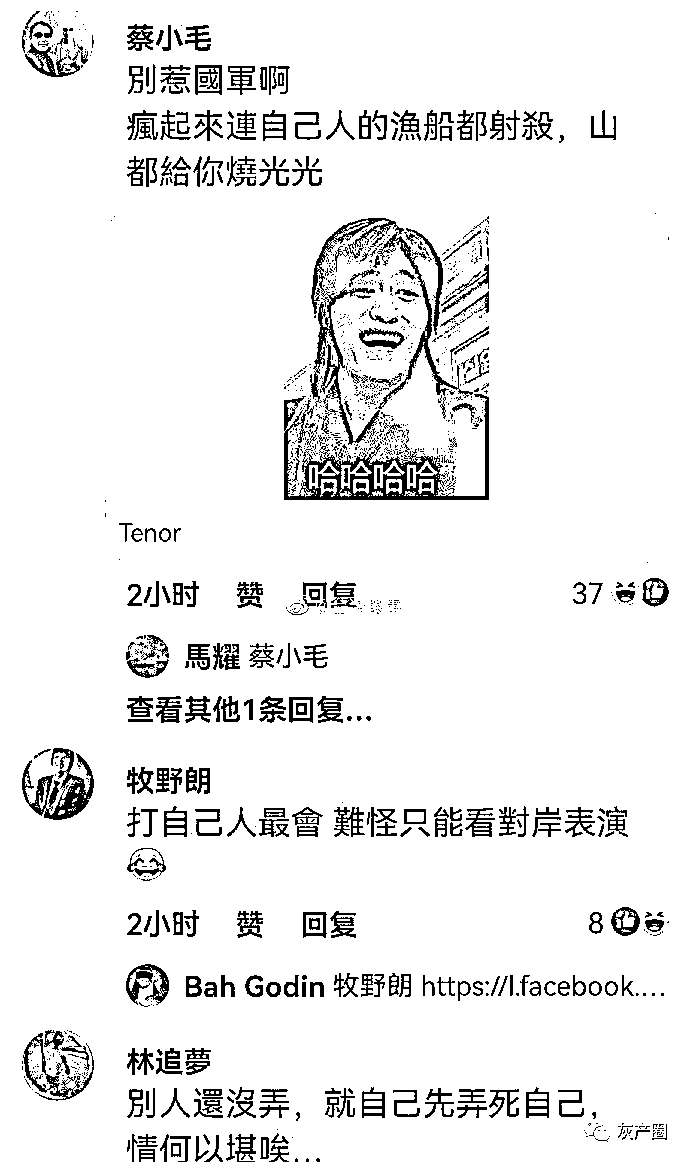 蔡小毛
別惹國軍啊
瘋起來連自己人的漁船都射殺，山
都給你燒光光
哈哈哈哈
Tenor
2小时 赞 回复 37
馬耀 蔡小毛
查看其他1条回复...
牧野朗
打自己人最會 難怪只能看對岸表演
😂
2小时 赞 回复 8
Bah Godin 牧野朗 https://l.facebook....
林追夢
別人還沒弄，就自己先弄死自己，
情何以堪唉...
灰产圈